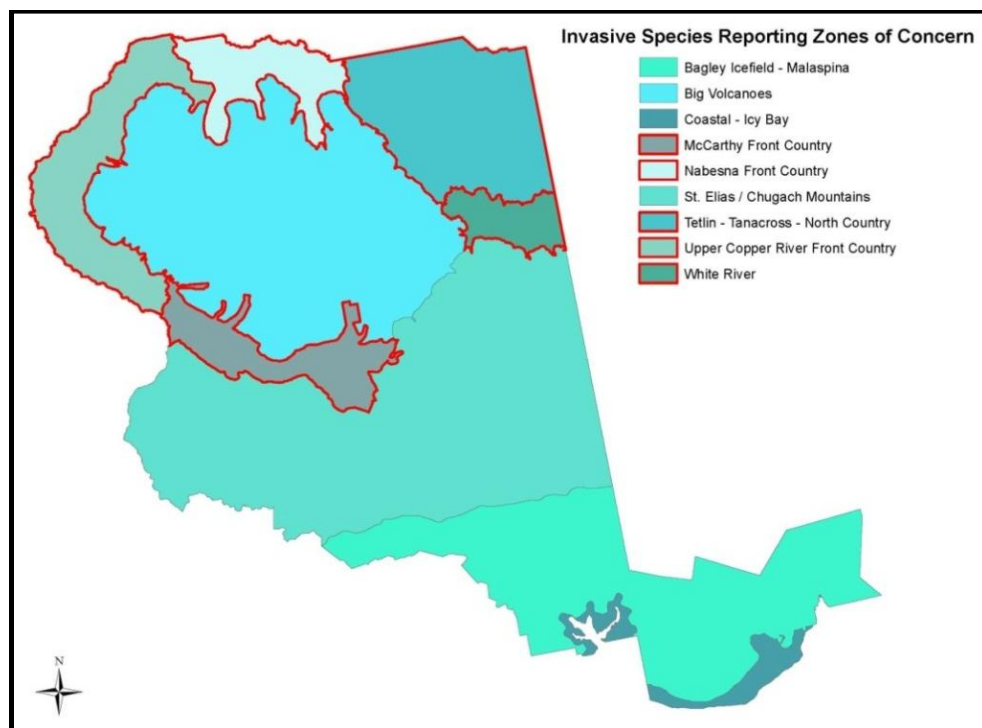 Invasive Species Reporting Zones of Concern
Bagley Icefield - Malaspina
Big Volcanoes
Coastal - Icy Bay
McCarthy Front Country
Nabesna Front Country
St. Elias / Chugach Mountains
Tetlin - Tanacross - North Country
Upper Copper River Front Country
White River
N